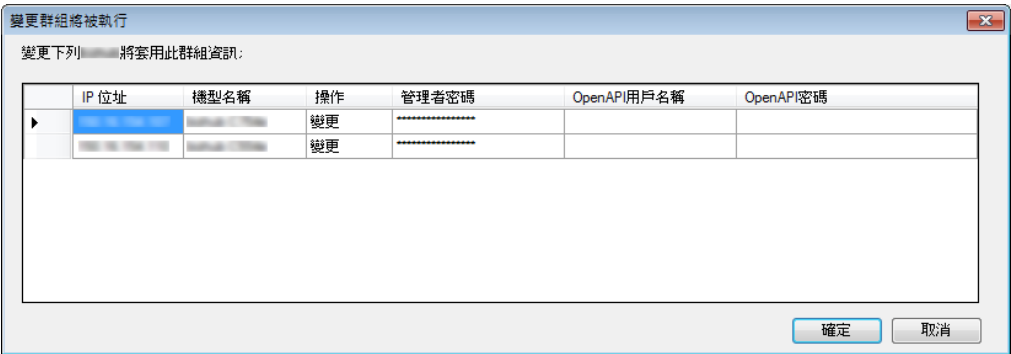 變更群組將被執行
變更下列 將套用此群組資訊:
IP 位址 機型名稱 操作 管理者密碼 OpenAPI用戶名稱 OpenAPI密碼
變更 ****************
變更 ****************
確定 取消